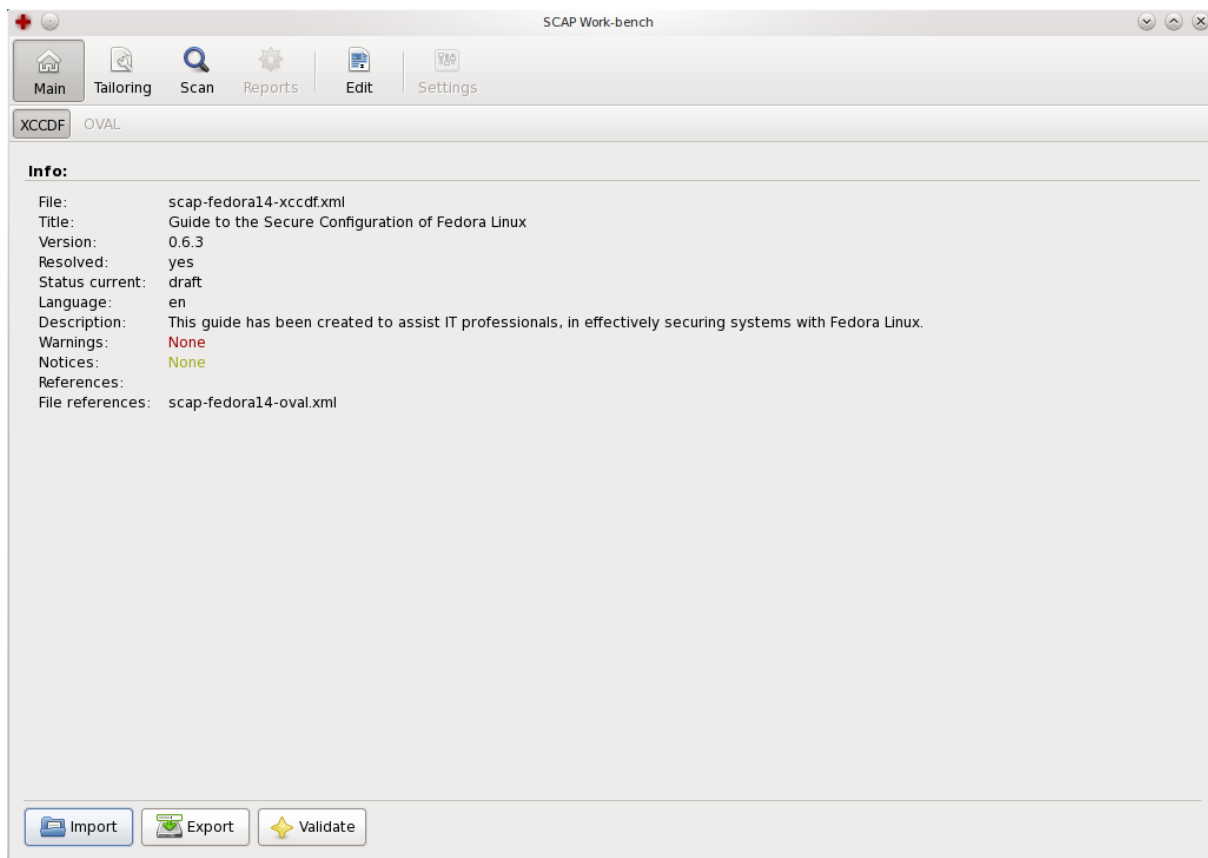 SCAP Work-bench
Main Tailoring Scan Reports Edit Settings
XCCDF OVAL
Info:
File: scap-fedora14-xccdf.xml
Title: Guide to the Secure Configuration of Fedora Linux
Version: 0.6.3
Resolved: yes
Status current: draft
Language: en
Description: This guide has been created to assist IT professionals, in effectively securing systems with Fedora Linux.
Warnings: None
Notices: None
References:
File references: scap-fedora14-oval.xml
Import Export Validate